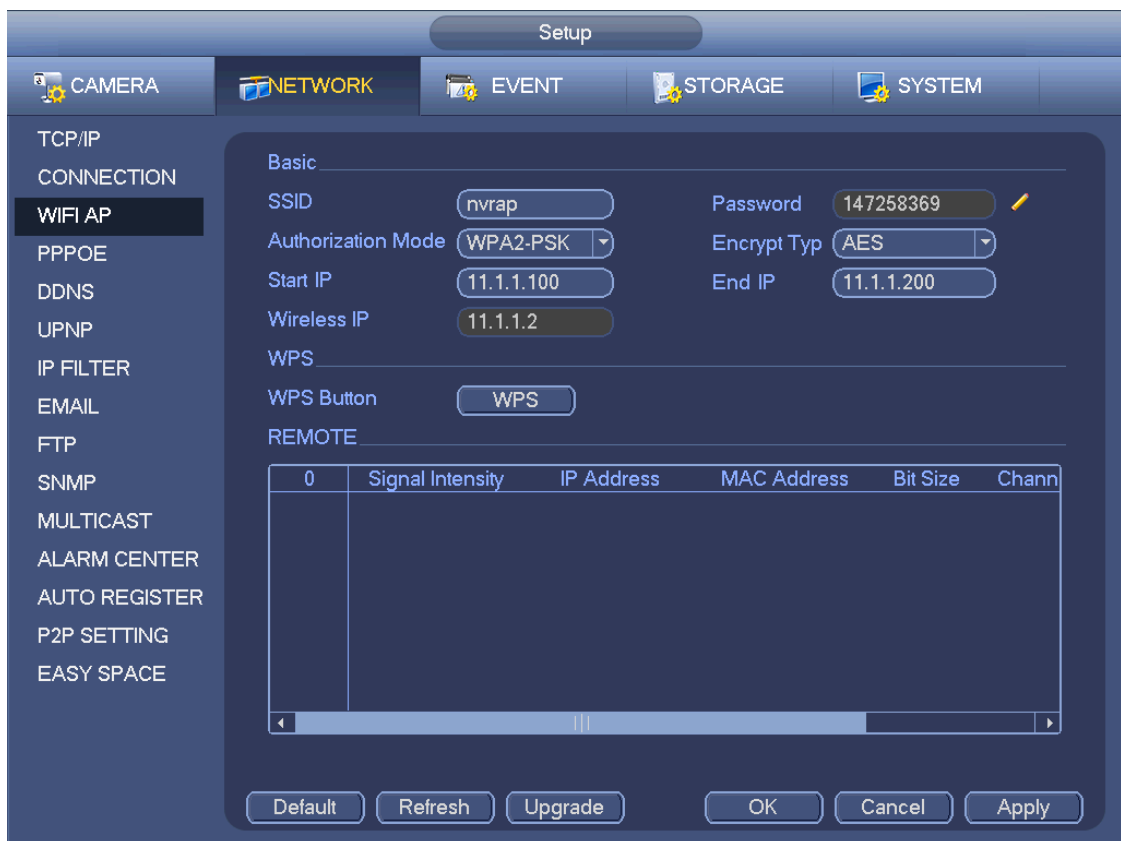 Setup
CAMERA NETWORK EVENT STORAGE SYSTEM
TCP/IP
CONNECTION
WIFI AP
PPPOE
DDNS
UPNP
IP FILTER
EMAIL
FTP
SNMP
MULTICAST
ALARM CENTER
AUTO REGISTER
P2P SETTING
EASY SPACE
Basic
SSID nvrap Password 147258369
Authorization Mode WPA2-PSK Encrypt Typ AES
Start IP 11.1.1.100 End IP 11.1.1.200
Wireless IP 11.1.1.2
WPS
WPS Button WPS
REMOTE
0 Signal Intensity IP Address MAC Address Bit Size Chann
Default Refresh Upgrade OK Cancel Apply